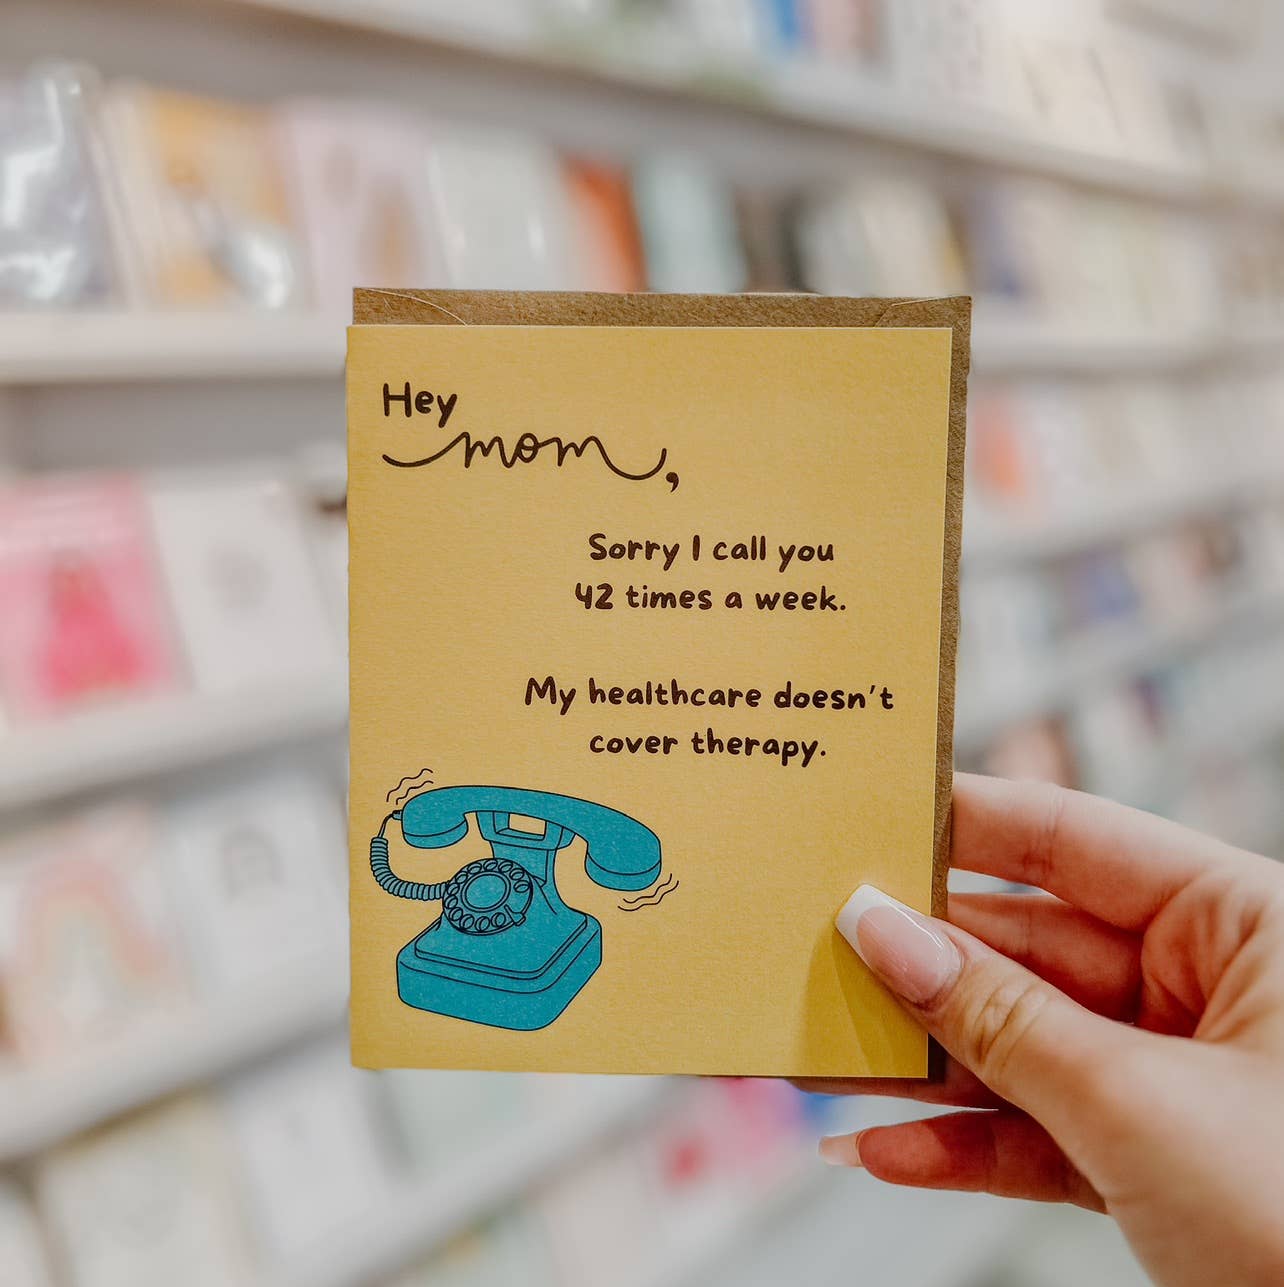 Hey
mom,
Sorry I call you
42 times a week.
My healthcare doesn't
cover therapy.